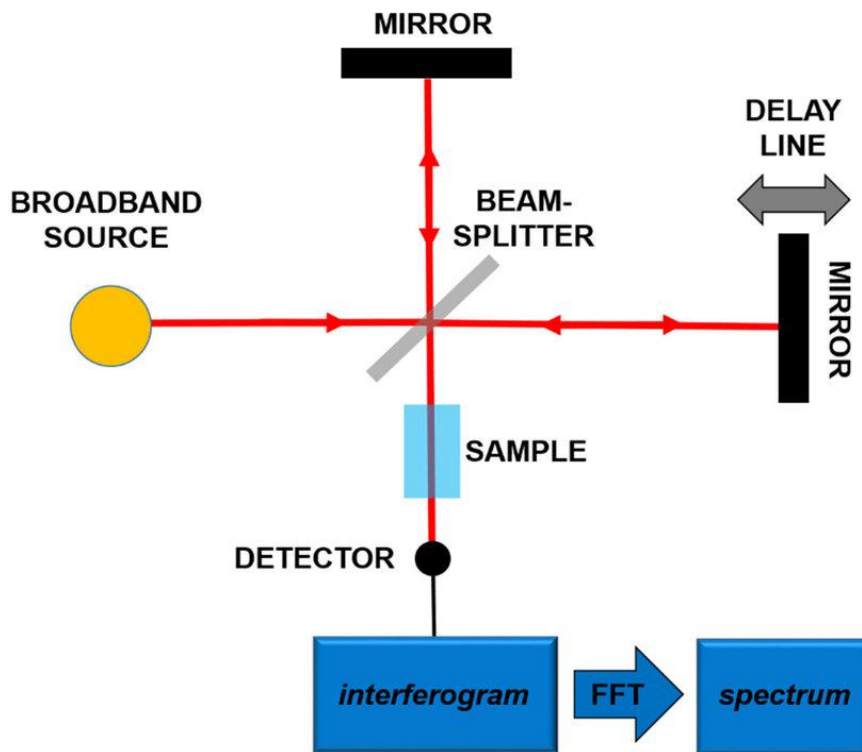 MIRROR
DELAY
LINE
BROADBAND
SOURCE
BEAM-
SPLITTER
MIRROR
SAMPLE
DETECTOR
interferogram
FFT
spectrum